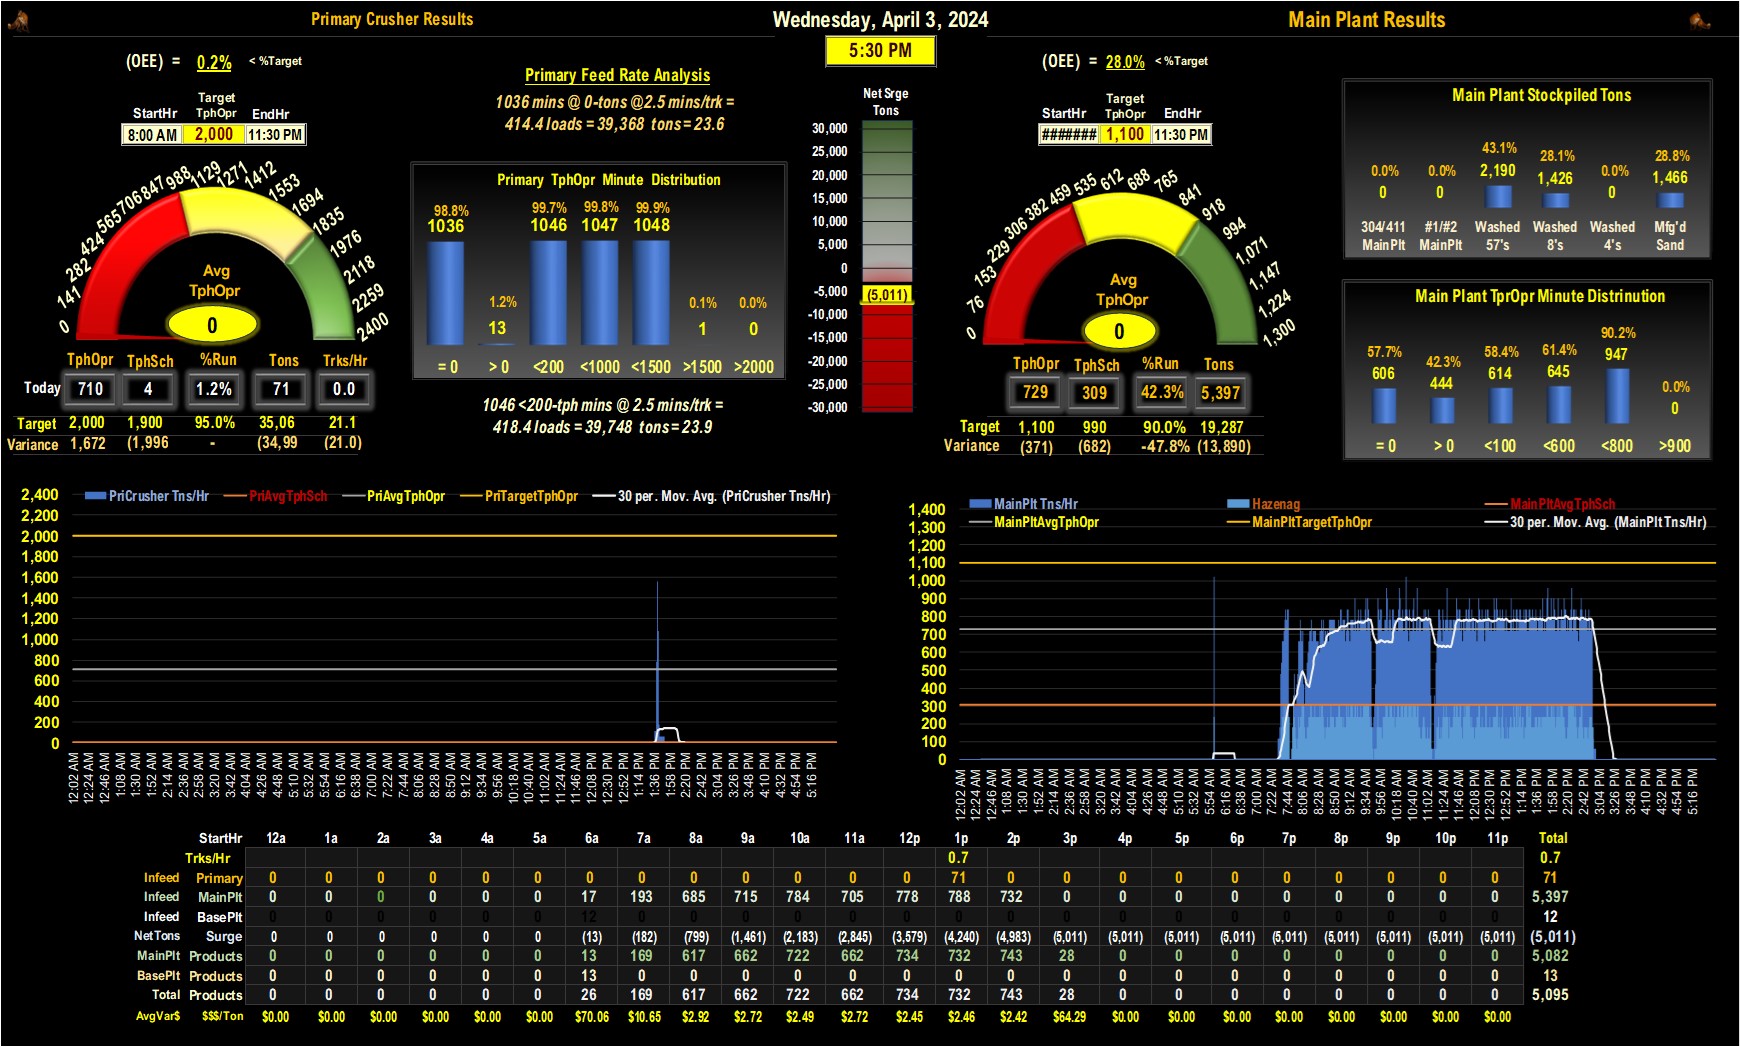 Primary Crusher Results
Wednesday, April 3, 2024
Main Plant Results
5:30 PM
(OEE) = 0.2% < %Target
StartHr Target TphOpr EndHr
8:00 AM 2,000 11:30 PM
0 141 282 424 565 706 847 988 1129 1271 1412 1553 1694 1835 1976 2118 2259 2400
Avg
TphOpr
0
TphOpr TphSch %Run Tons Trks/Hr
Today 710 4 1.2% 71 0.0
Target 2,000 1,900 95.0% 35,06 21.1
Variance 1,672 (1,996 - (34,99 (21.0)
Primary Feed Rate Analysis
1036 mins @ 0-tons @2.5 mins/trk =
414.4 loads = 39,368 tons = 23.6
Primary TphOpr Minute Distribution
98.8% 1.2% 99.7% 99.8% 99.9% 0.1% 0.0%
1036 13 1046 1047 1048 1 0
= 0 > 0 <200 <1000 <1500 >1500 >2000
1046 <200-tph mins @ 2.5 mins/trk =
418.4 loads = 39,748 tons = 23.9
Net Srge
Tons
30,000
25,000
20,000
15,000
10,000
5,000
0
-5,000
(5,011)
-10,000
-15,000
-20,000
-25,000
-30,000
(OEE) = 28.0% < %Target
StartHr Target TphOpr EndHr
####### 1,100 11:30 PM
0 76 153 229 306 382 459 535 612 688 765 841 918 994 1,071 1,147 1,224 1,300
Avg
TphOpr
0
TphOpr TphSch %Run Tons
729 309 42.3% 5,397
Target 1,100 990 90.0% 19,287
Variance (371) (682) -47.8% (13,890)
Main Plant Stockpiled Tons
0.0% 0.0% 43.1% 28.1% 0.0% 28.8%
0 0 2,190 1,426 0 1,466
304/411 #1/#2 Washed Washed Washed Mfg'd
MainPlt MainPlt 57's 8's 4's Sand
Main Plant TprOpr Minute Distrinution
57.7% 42.3% 58.4% 61.4% 90.2% 0.0%
606 444 614 645 947 0
= 0 > 0 <100 <600 <800 >900
PriCrusher Tns/Hr PriAvgTphSch PriAvgTphOpr PriTargetTphOpr 30 per. Mov. Avg. (PriCrusher Tns/Hr)
2,400
2,200
2,000
1,800
1,600
1,400
1,200
1,000
800
600
400
200
0
12:02 AM 12:24 AM 12:46 AM 1:08 AM 1:30 AM 1:52 AM 2:14 AM 2:36 AM 2:58 AM 3:20 AM 3:42 AM 4:04 AM 4:26 AM 4:48 AM 5:10 AM 5:32 AM 5:54 AM 6:16 AM 6:38 AM 7:00 AM 7:22 AM 7:44 AM 8:06 AM 8:28 AM 8:50 AM 9:12 AM 9:34 AM 9:56 AM 10:18 AM 10:40 AM 11:02 AM 11:24 AM 11:46 AM 12:08 PM 12:30 PM 12:52 PM 1:14 PM 1:36 PM 1:58 PM 2:20 PM 2:42 PM 3:04 PM 3:26 PM 3:48 PM 4:10 PM 4:32 PM 4:54 PM 5:16 PM
MainPlt Tns/Hr Hazenag MainPltAvgTphSch
MainPltAvgTphOpr MainPltTargetTphOpr 30 per. Mov. Avg. (MainPlt Tns/Hr)
1,400
1,300
1,200
1,100
1,000
900
800
700
600
500
400
300
200
100
0
12:02 AM 12:24 AM 12:46 AM 1:08 AM 1:30 AM 1:52 AM 2:14 AM 2:36 AM 2:58 AM 3:20 AM 3:42 AM 4:04 AM 4:26 AM 4:48 AM 5:10 AM 5:32 AM 5:54 AM 6:16 AM 6:38 AM 7:00 AM 7:22 AM 7:44 AM 8:06 AM 8:28 AM 8:50 AM 9:12 AM 9:34 AM 9:56 AM 10:18 AM 10:40 AM 11:02 AM 11:24 AM 11:46 AM 12:08 PM 12:30 PM 12:52 PM 1:14 PM 1:36 PM 1:58 PM 2:20 PM 2:42 PM 3:04 PM 3:26 PM 3:48 PM 4:10 PM 4:32 PM 4:54 PM 5:16 PM
StartHr 12a 1a 2a 3a 4a 5a 6a 7a 8a 9a 10a 11a 12p 1p 2p 3p 4p 5p 6p 7p 8p 9p 10p 11p Total
Trks/Hr 0.7 0.7
Infeed Primary 0 0 0 0 0 0 0 0 0 0 0 0 0 71 0 0 0 0 0 0 0 0 0 0 71
Infeed MainPlt 0 0 0 0 0 0 17 193 685 715 784 705 778 788 732 0 0 0 0 0 0 0 0 0 5,397
Infeed BasePlt 0 0 0 0 0 0 12 0 0 0 0 0 0 0 0 0 0 0 0 0 0 0 0 0 12
NetTons Surge 0 0 0 0 0 0 (13) (182) (799) (1,461) (2,183) (2,845) (3,579) (4,240) (4,983) (5,011) (5,011) (5,011) (5,011) (5,011) (5,011) (5,011) (5,011) (5,011) (5,011)
MainPlt Products 0 0 0 0 0 0 13 169 617 662 722 662 734 732 743 28 0 0 0 0 0 0 0 0 5,082
BasePlt Products 0 0 0 0 0 0 13 0 0 0 0 0 0 0 0 0 0 0 0 0 0 0 0 0 13
Total Products 0 0 0 0 0 0 26 169 617 662 722 662 734 732 743 28 0 0 0 0 0 0 0 0 5,095
AvgVar$ $$$/Ton $0.00 $0.00 $0.00 $0.00 $0.00 $0.00 $70.06 $10.65 $2.92 $2.72 $2.49 $2.72 $2.45 $2.46 $2.42 $64.29 $0.00 $0.00 $0.00 $0.00 $0.00 $0.00 $0.00 $0.00